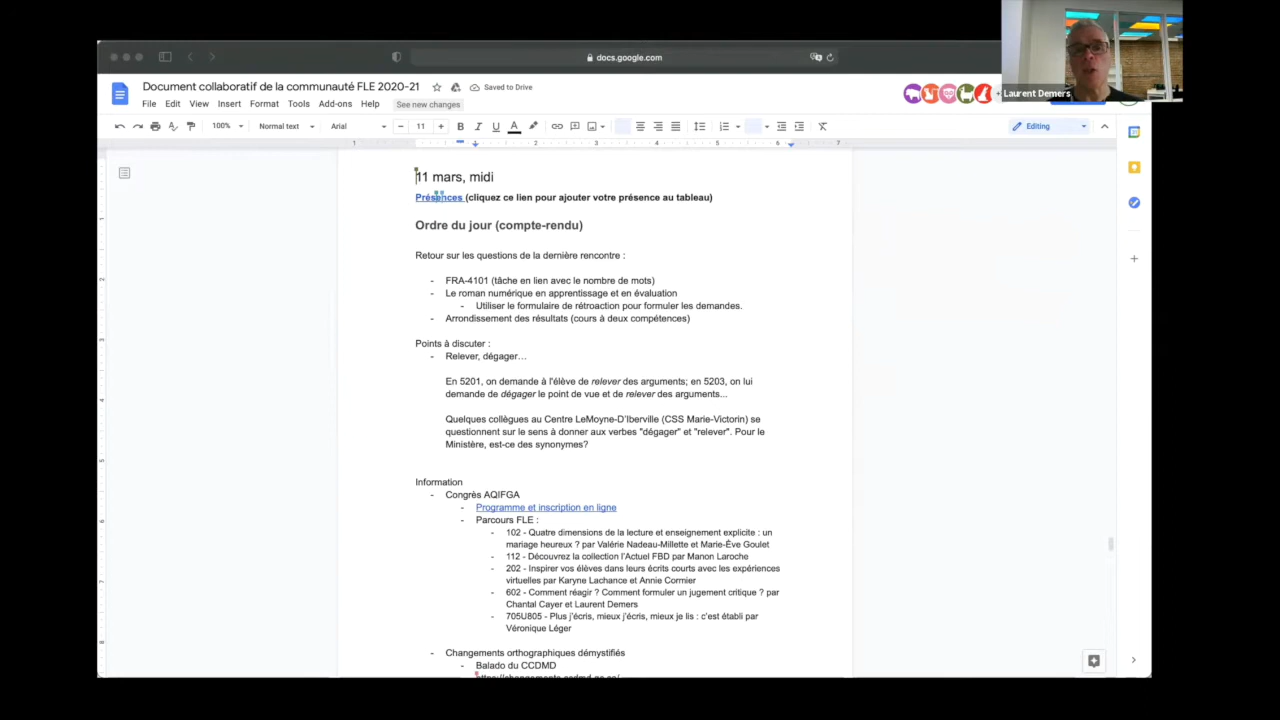 docs.google.com
Document collaboratif de la communauté FLE 2020-21
Saved to Drive
File Edit View Insert Format Tools Add-ons Help
See new changes
Laurent Demers
100%
Normal text
Arial
11
Editing
1 1 2 3 4 5 6 7
11 mars, midi
Présences (cliquez ce lien pour ajouter votre présence au tableau)
Ordre du jour (compte-rendu)
Retour sur les questions de la dernière rencontre :
- FRA-4101 (tâche en lien avec le nombre de mots)
- Le roman numérique en apprentissage et en évaluation
- Utiliser le formulaire de rétroaction pour formuler les demandes.
- Arrondissement des résultats (cours à deux compétences)
Points à discuter :
- Relever, dégager…
En 5201, on demande à l'élève de relever des arguments; en 5203, on lui
demande de dégager le point de vue et de relever des arguments...
Quelques collègues au Centre LeMoyne-D'Iberville (CSS Marie-Victorin) se
questionnent sur le sens à donner aux verbes "dégager" et "relever". Pour le
Ministère, est-ce des synonymes?
Information
- Congrès AQIFGA
- Programme et inscription en ligne
- Parcours FLE :
- 102 - Quatre dimensions de la lecture et enseignement explicite : un
mariage heureux ? par Valérie Nadeau-Millette et Marie-Ève Goulet
- 112 - Découvrez la collection l'Actuel FBD par Manon Laroche
- 202 - Inspirer vos élèves dans leurs écrits courts avec les expériences
virtuelles par Karyne Lachance et Annie Cormier
- 602 - Comment réagir ? Comment formuler un jugement critique ? par
Chantal Cayer et Laurent Demers
- 705U805 - Plus j'écris, mieux j'écris, mieux je lis : c'est établi par
Véronique Léger
- Changements orthographiques démystifiés
- Balado du CCDMD